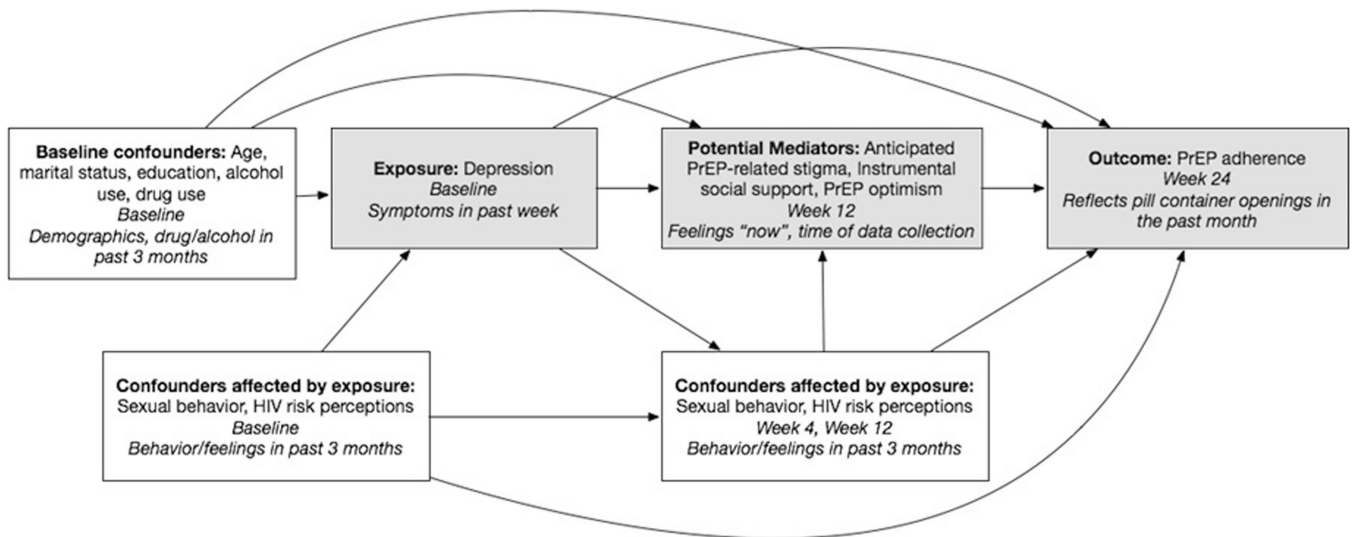 Baseline confounders: Age,
marital status, education, alcohol
use, drug use
Baseline
Demographics, drug/alcohol in
past 3 months
Exposure: Depression
Baseline
Symptoms in past week
Potential Mediators: Anticipated
PrEP-related stigma, Instrumental
social support, PrEP optimism
Week 12
Feelings “now”, time of data collection
Outcome: PrEP adherence
Week 24
Reflects pill container openings in
the past month
Confounders affected by exposure:
Sexual behavior, HIV risk perceptions
Baseline
Behavior/feelings in past 3 months
Confounders affected by exposure:
Sexual behavior, HIV risk perceptions
Week 4, Week 12
Behavior/feelings in past 3 months